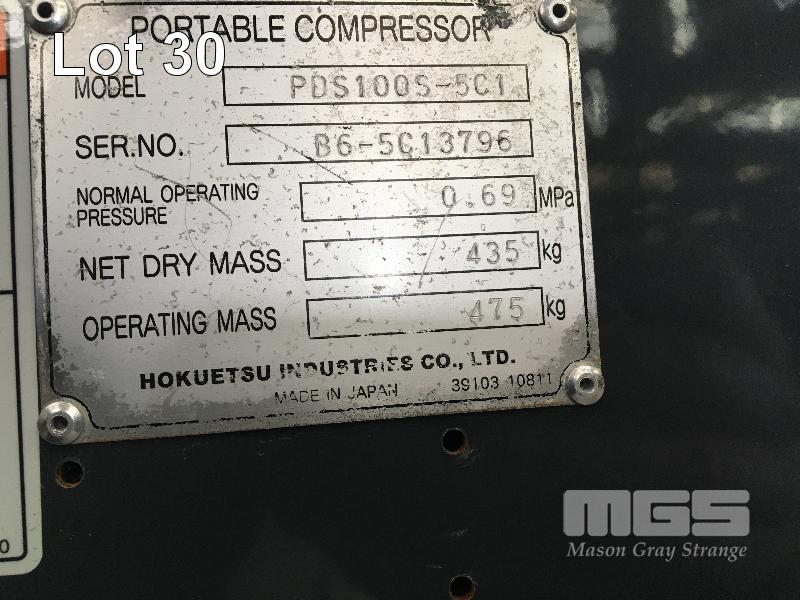 PORTABLE COMPRESSOR
Lot 30
MODEL PDS100S-5C1
SER.NO. B6-5C13796
NORMAL OPERATING PRESSURE 0.69 MPa
NET DRY MASS 435 kg
OPERATING MASS 475 kg
HOKUETSU INDUSTRIES CO., LTD.
MADE IN JAPAN 39103 10811
0
MGS
Mason Gray Strange